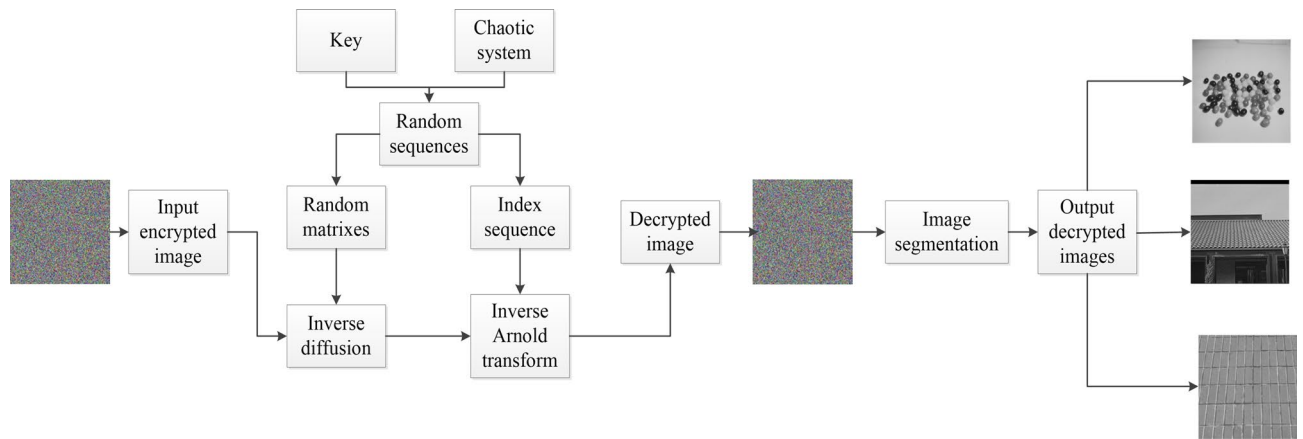 Key
Chaotic
system
Random
sequences
Input
encrypted
image
Random
matrixes
Index
sequence
Inverse
diffusion
Inverse
Arnold
transform
Decrypted
image
Image
segmentation
Output
decrypted
images